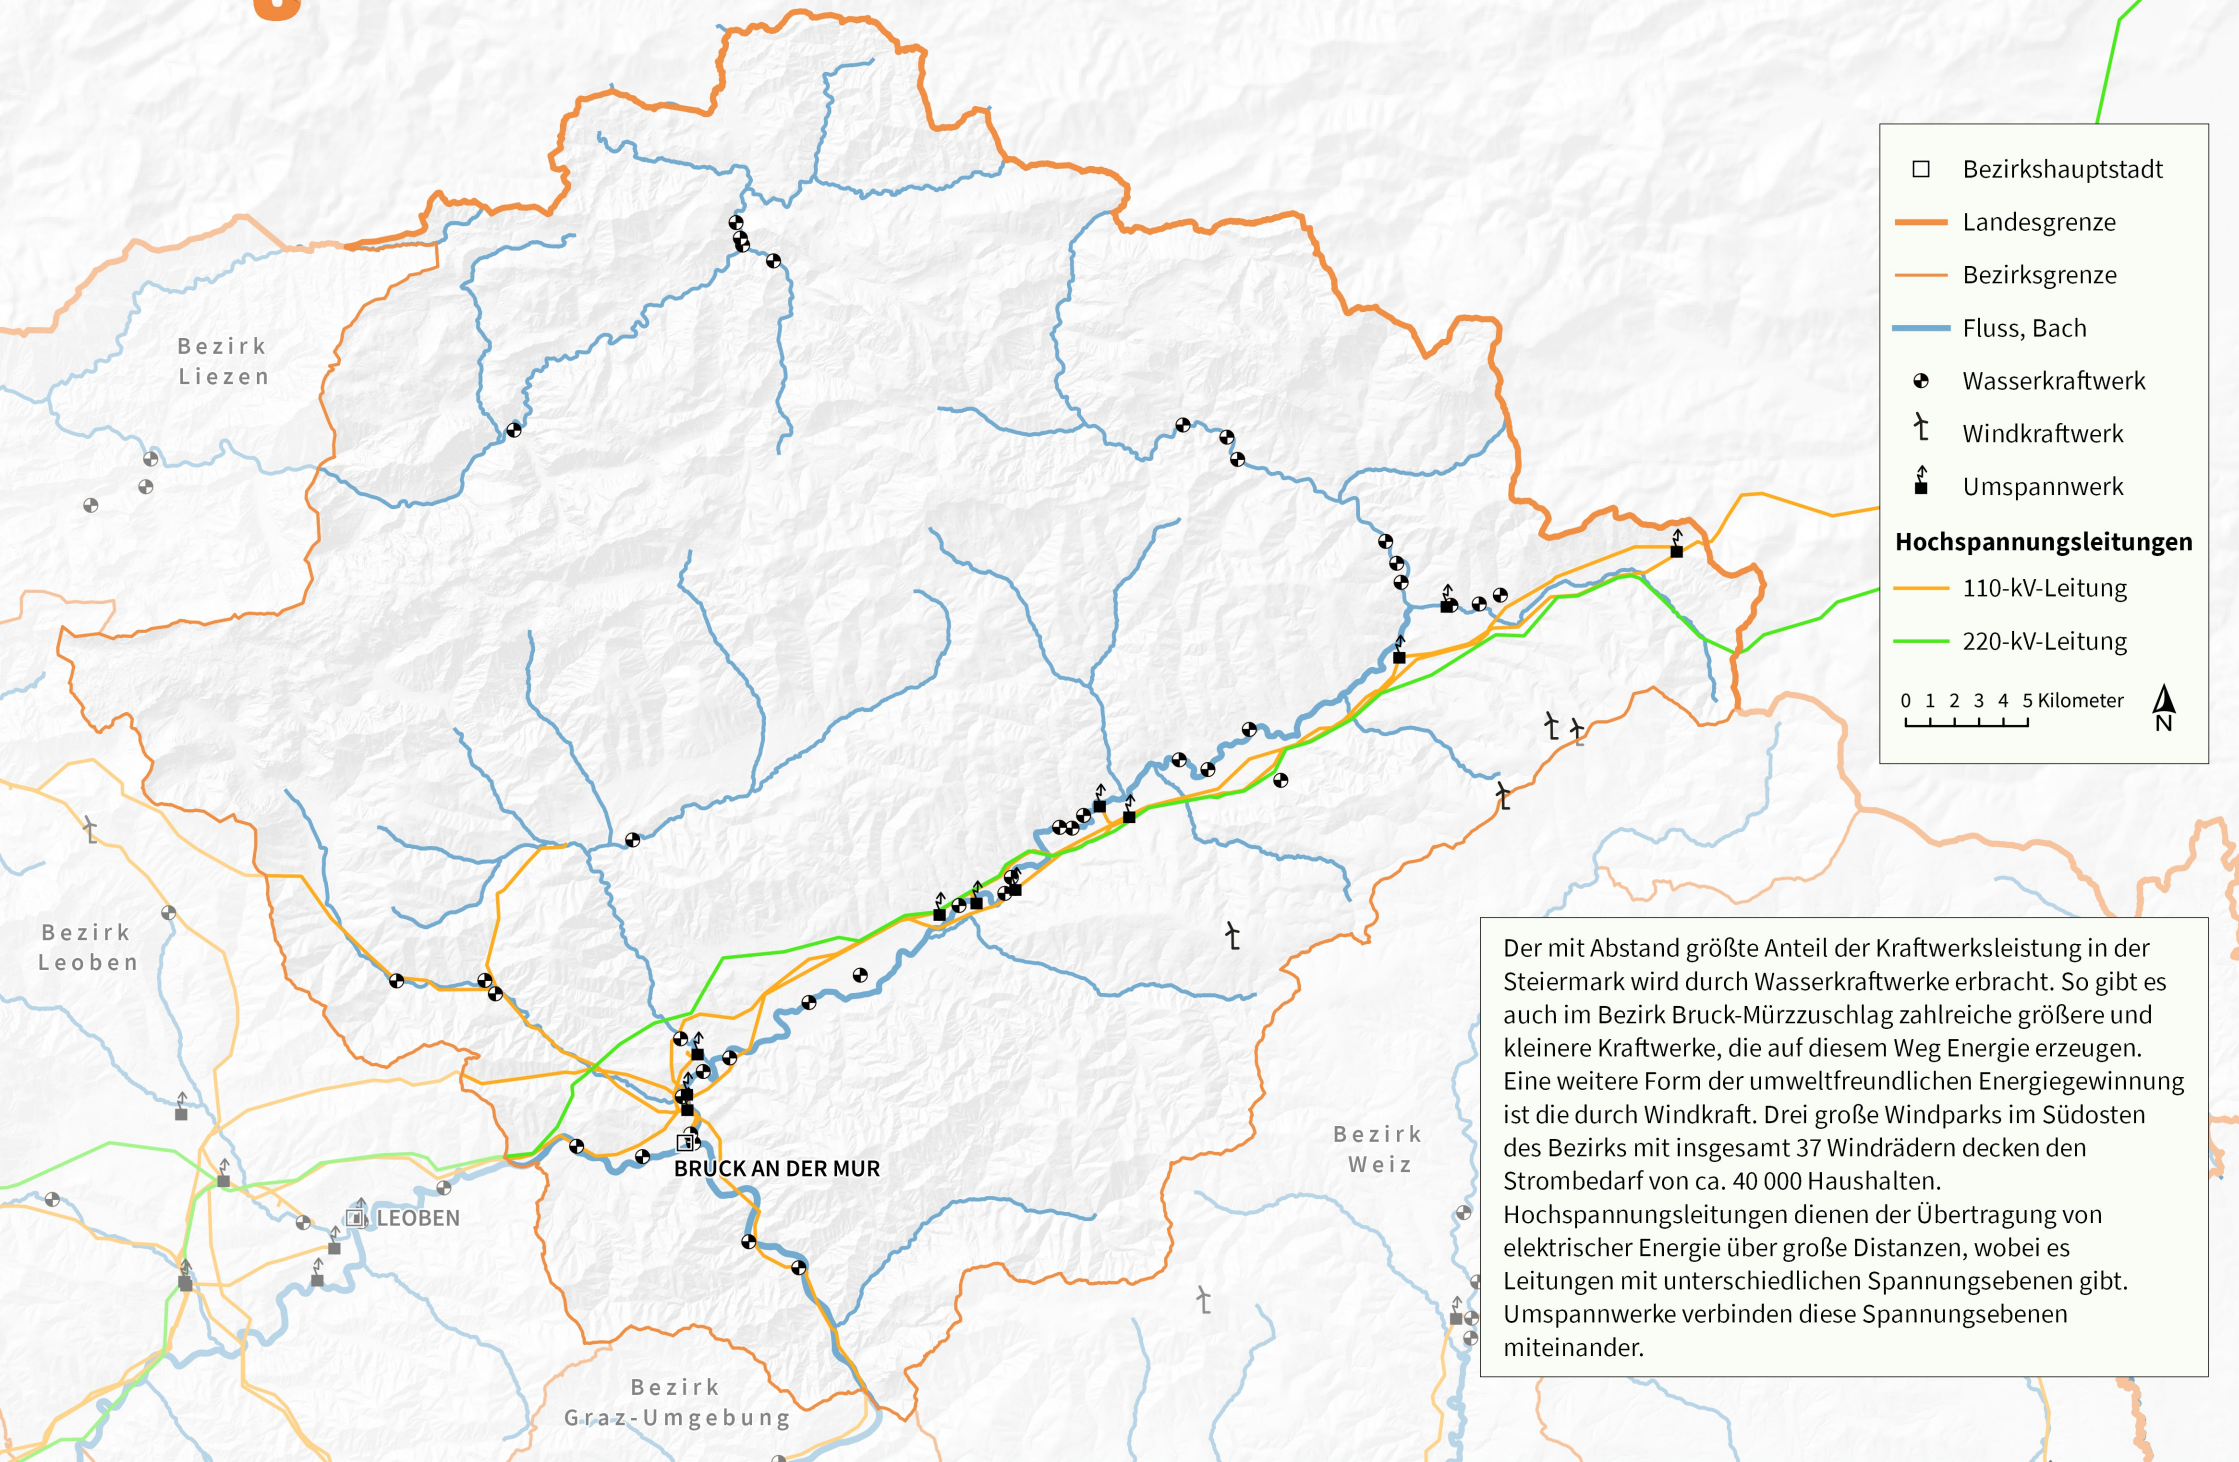 Bezirk
Liezen
Bezirk
Leoben
LEOBEN
BRUCK AN DER MUR
Bezirk
Graz-Umgebung
Bezirk
Weiz
Bezirkshauptstadt
Landesgrenze
Bezirksgrenze
Fluss, Bach
Wasserkraftwerk
Windkraftwerk
Umspannwerk
Hochspannungsleitungen
110-kV-Leitung
220-kV-Leitung
0 1 2 3 4 5 Kilometer
N
Der mit Abstand größte Anteil der Kraftwerksleistung in der
Steiermark wird durch Wasserkraftwerke erbracht. So gibt es
auch im Bezirk Bruck-Mürzzuschlag zahlreiche größere und
kleinere Kraftwerke, die auf diesem Weg Energie erzeugen.
Eine weitere Form der umweltfreundlichen Energiegewinnung
ist die durch Windkraft. Drei große Windparks im Südosten
des Bezirks mit insgesamt 37 Windrädern decken den
Strombedarf von ca. 40 000 Haushalten.
Hochspannungsleitungen dienen der Übertragung von
elektrischer Energie über große Distanzen, wobei es
Leitungen mit unterschiedlichen Spannungsebenen gibt.
Umspannwerke verbinden diese Spannungsebenen
miteinander.